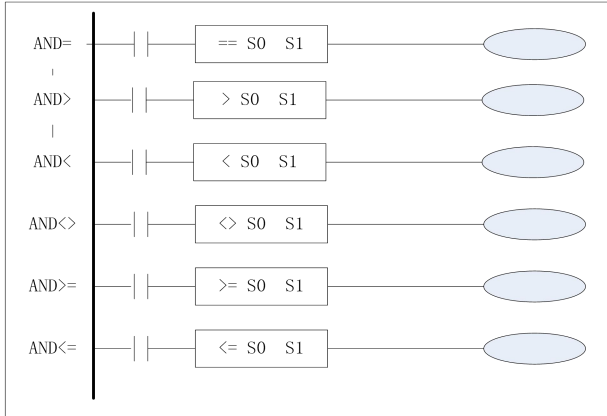 AND= == S0 S1
AND> > S0 S1
AND< < S0 S1
AND<> <> S0 S1
AND>= >= S0 S1
AND<= <= S0 S1